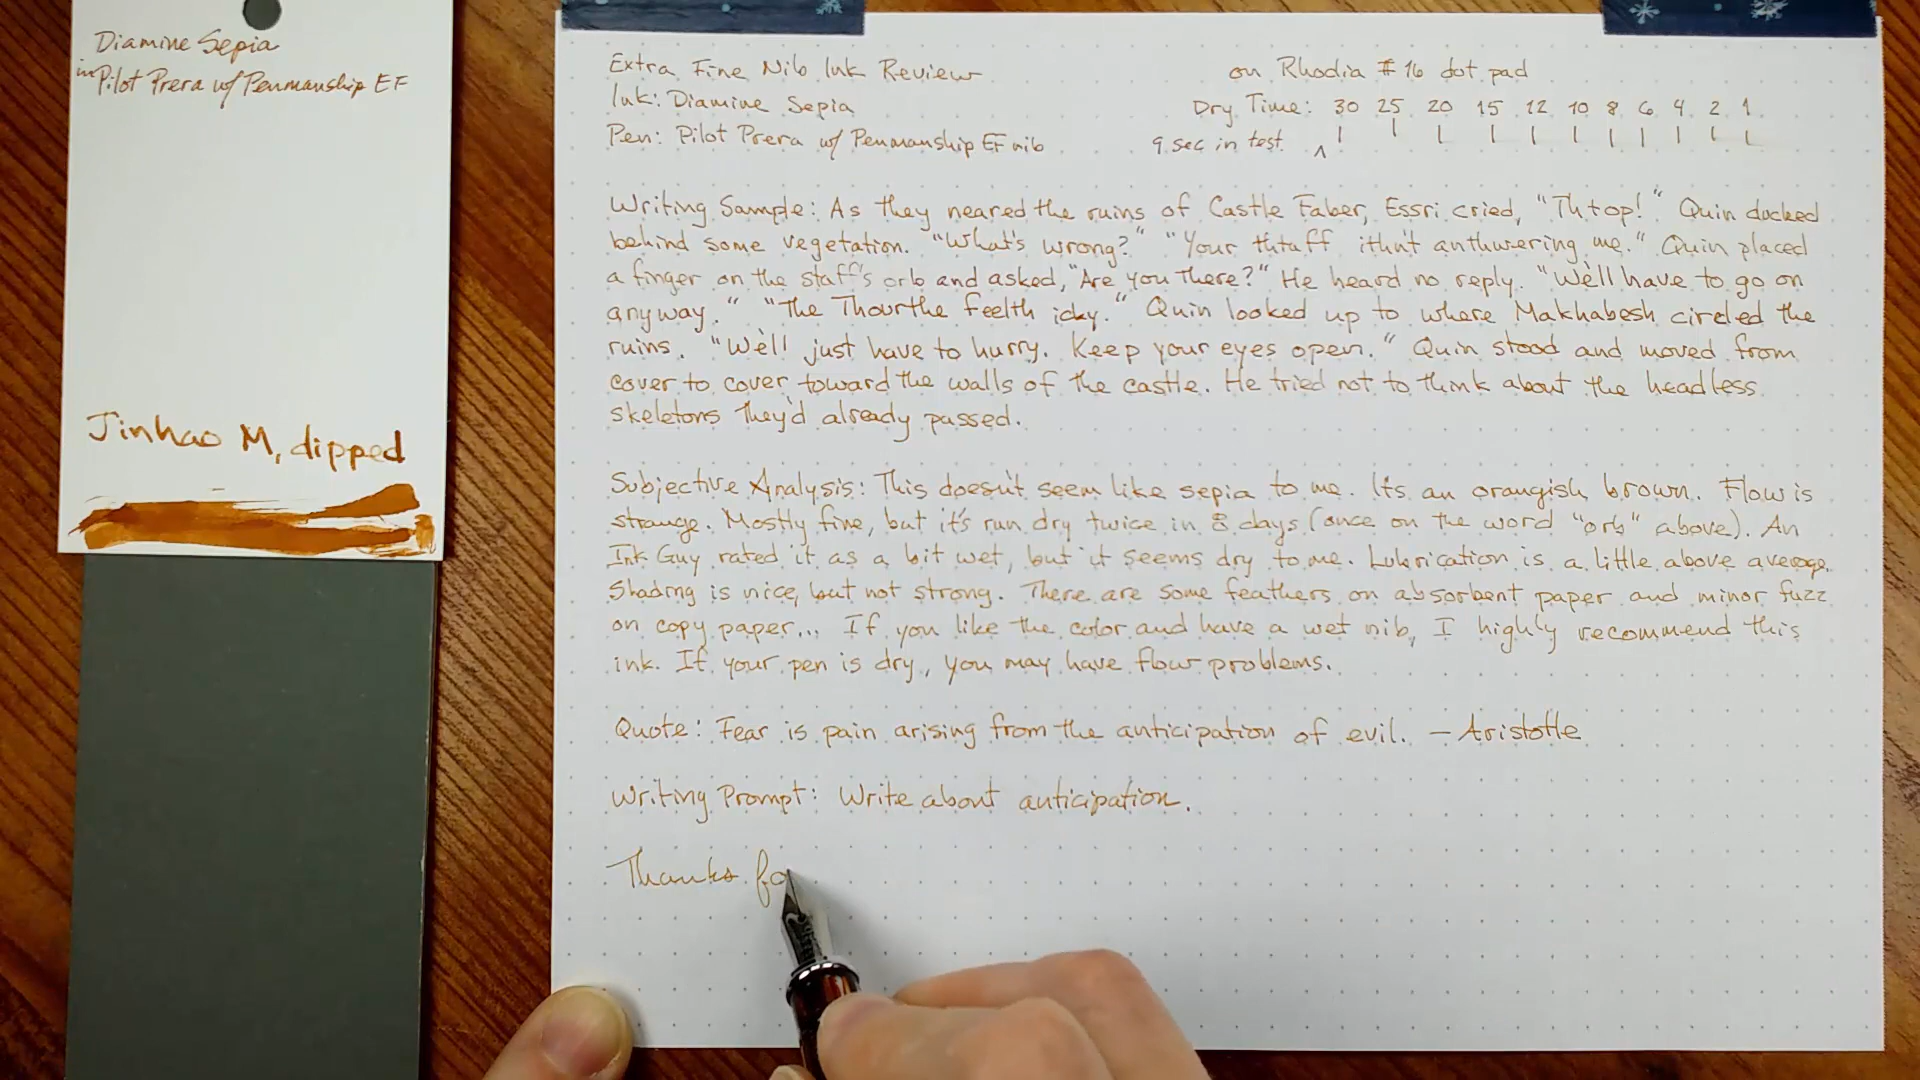 Diamine Sepia
in Pilot Prera w/ Penmanship EF
Jinhao M, dipped
Extra Fine Nib Ink Review
on Rhodia #16 dot pad
Ink: Diamine Sepia
Dry Time: 30 25 20 15 12 10 8 6 4 2 1
Pen: Pilot Prera w/ Penmanship EF nib
9 sec in test
Writing Sample: As they neared the ruins of Castle Faber, Essri cried, "Thtop!" Quin ducked
behind some vegetation. "What's wrong?" "Your thtaff ithn't anthwering me." Quin placed
a finger on the staff's orb and asked, "Are you there?" He heard no reply. "We'll have to go on
anyway." "The Thourthe feelth icky." Quin looked up to where Makhabesh circled the
ruins. "We'll just have to hurry. Keep your eyes open." Quin stood and moved from
cover to cover toward the walls of the castle. He tried not to think about the headless
skeletons they'd already passed.
Subjective Analysis: This doesn't seem like sepia to me. It's an orangish brown. Flow is
strange. Mostly fine, but it's run dry twice in 8 days (once on the word "orb" above). An
Ink Guy rated it as a bit wet, but it seems dry to me. Lubrication is a little above average.
Shading is nice, but not strong. There are some feathers on absorbent paper and minor fuzz
on copy paper... If you like the color and have a wet nib, I highly recommend this
ink. If your pen is dry, you may have flow problems.
Quote: Fear is pain arising from the anticipation of evil. - Aristotle
Writing Prompt: Write about anticipation.
Thanks fo